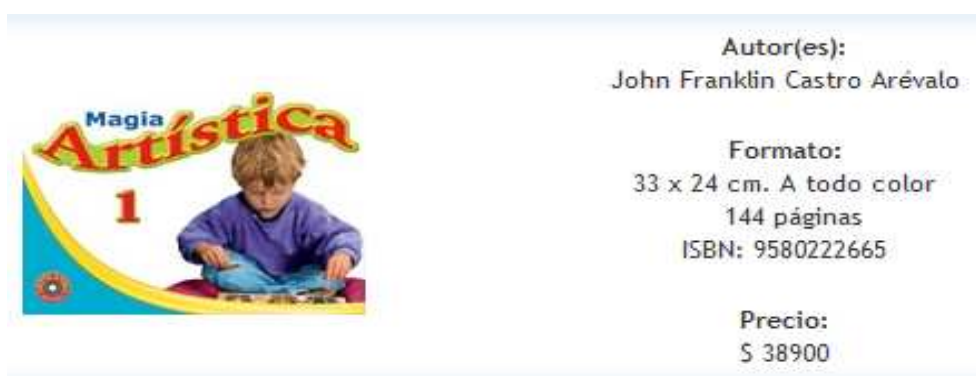 Magia
Artística
1
Autor(es):
John Franklin Castro Arévalo
Formato:
33 x 24 cm. A todo color
144 páginas
ISBN: 9580222665
Precio:
$ 38900